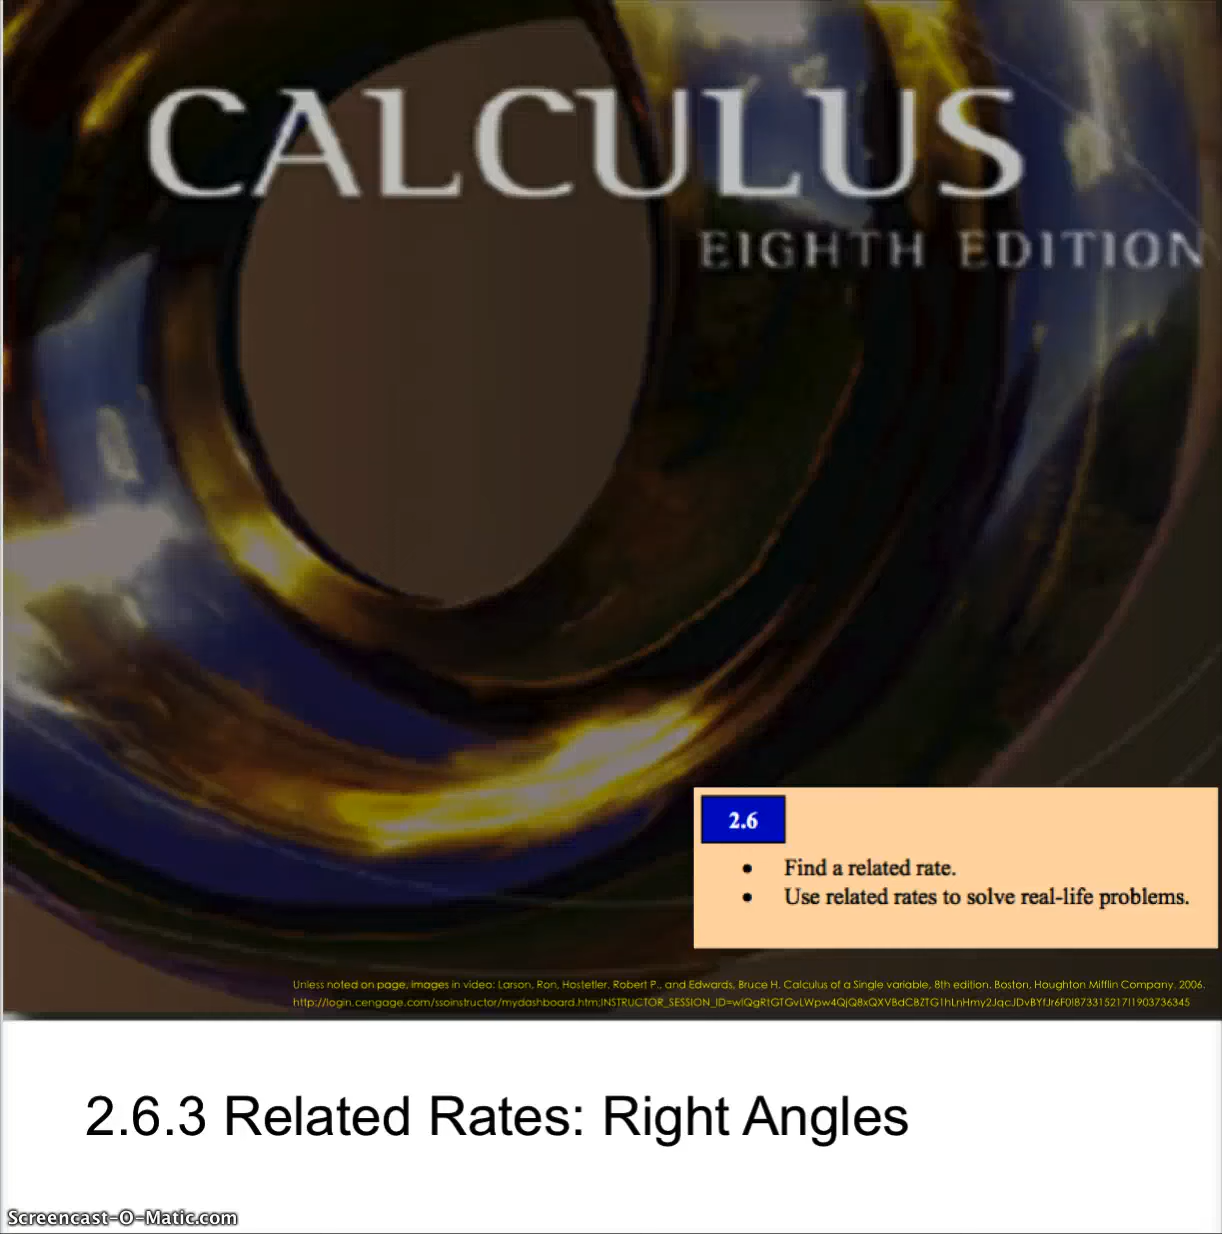 CALCULUS
EIGHTH EDITION
2.6
• Find a related rate.
• Use related rates to solve real-life problems.
Unless noted on page, images in video: Larson, Ron, Hostetler, Robert P., and Edwards, Bruce H. Calculus of a Single variable, 8th edition. Boston, Houghton Mifflin Company. 2006.
2.6.3 Related Rates: Right Angles
Screencast-O-Matic.com